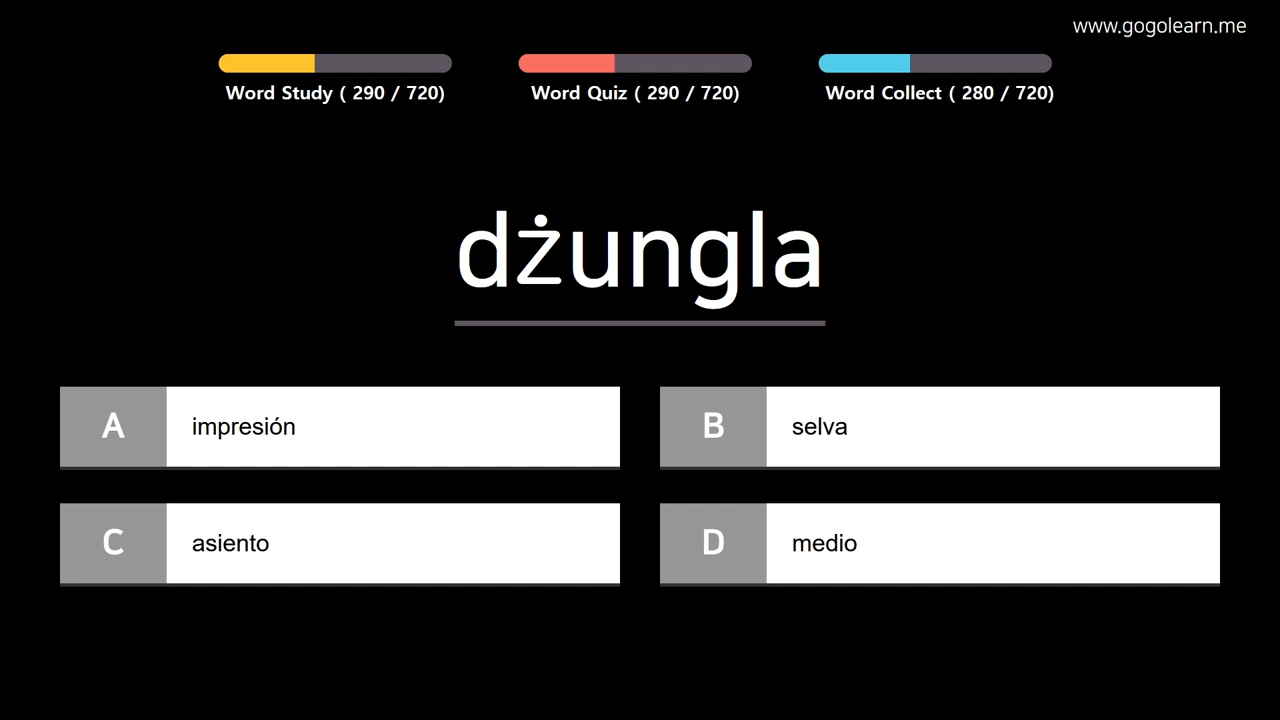 www.gogolearn.me
Word Study ( 290 / 720)
Word Quiz ( 290 / 720)
Word Collect ( 280 / 720)
dżungla
A impresión
B selva
C asiento
D medio